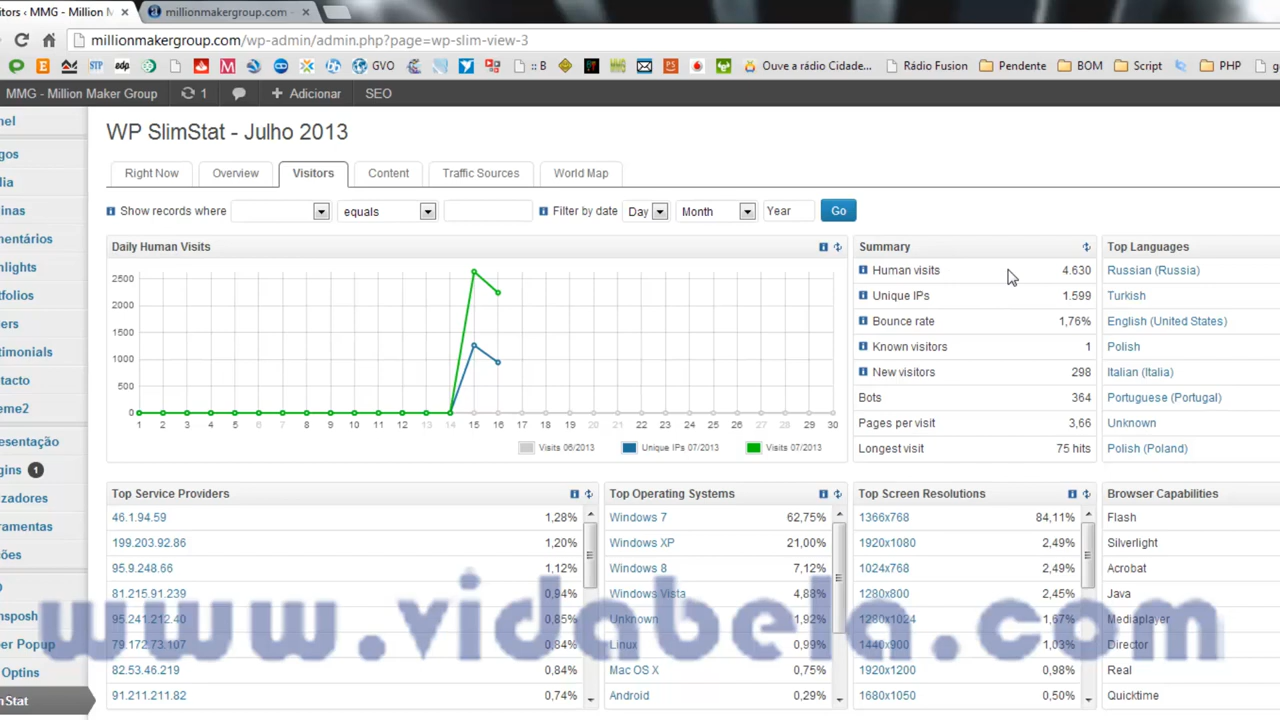 itors ‹ MMG - Million M
millionmakergroup.com -
millionmakergroup.com/wp-admin/admin.php?page=wp-slim-view-3
STP
edp
GVO
:: B
Ouve a rádio Cidade...
Rádio Fusion
Pendente
BOM
Script
PHP
MMG - Million Maker Group
1
Adicionar
SEO
nel
gos
dia
inas
mentários
hlights
tfolios
ers
timonials
tacto
eme2
esentação
gins 1
izadores
ramentas
ções
O
nsposh
er Popup
Optins
nStat
WP SlimStat - Julho 2013
Right Now
Overview
Visitors
Content
Traffic Sources
World Map
Show records where
equals
Filter by date
Day
Month
Year
Go
Daily Human Visits
2500
2000
1500
1000
500
0
1 2 3 4 5 6 7 8 9 10 11 12 13 14 15 16 17 18 19 20 21 22 23 24 25 26 27 28 29 30
Visits 06/2013
Unique IPs 07/2013
Visits 07/2013
Summary
Human visits 4.630
Unique IPs 1.599
Bounce rate 1,76%
Known visitors 1
New visitors 298
Bots 364
Pages per visit 3,66
Longest visit 75 hits
Top Languages
Russian (Russia)
Turkish
English (United States)
Polish
Italian (Italia)
Portuguese (Portugal)
Unknown
Polish (Poland)
Top Service Providers
46.1.94.59 1,28%
199.203.92.86 1,20%
95.9.248.66 1,12%
81.215.91.239 0,94%
95.241.212.40 0,85%
79.172.73.107 0,84%
82.53.46.219 0,84%
91.211.211.82 0,74%
Top Operating Systems
Windows 7 62,75%
Windows XP 21,00%
Windows 8 7,12%
Windows Vista 4,88%
Unknown 1,92%
Linux 0,99%
Mac OS X 0,75%
Android 0,29%
Top Screen Resolutions
1366x768 84,11%
1920x1080 2,49%
1024x768 2,49%
1280x800 2,45%
1280x1024 1,67%
1440x900 1,03%
1920x1200 0,98%
1680x1050 0,50%
Browser Capabilities
Flash
Silverlight
Acrobat
Java
Mediaplayer
Director
Real
Quicktime
www.vidabela.com